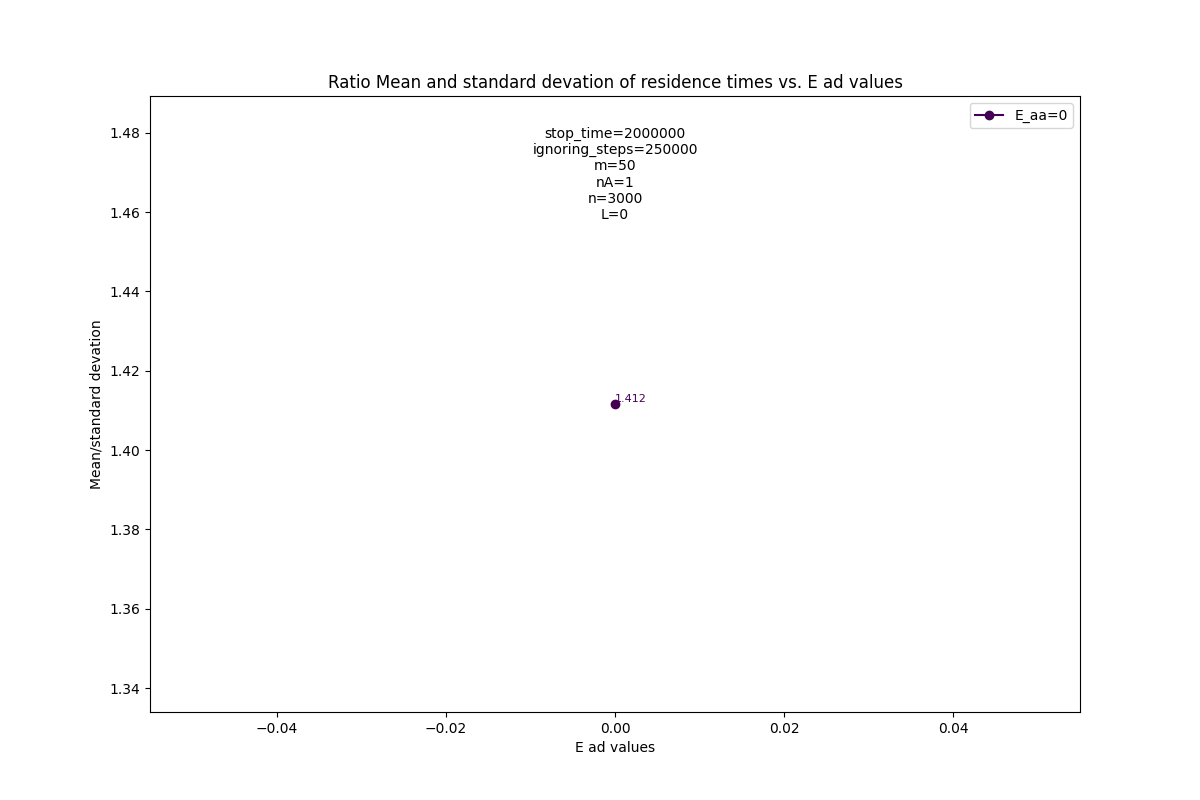 Ratio Mean and standard devation of residence times vs. E ad values
E_aa=0
stop_time=2000000
ignoring_steps=250000
m=50
nA=1
n=3000
L=0
1.48
1.46
1.44
1.42
1.40
1.38
1.36
1.34
Mean/standard devation
1.412
−0.04
−0.02
0.00
0.02
0.04
E ad values